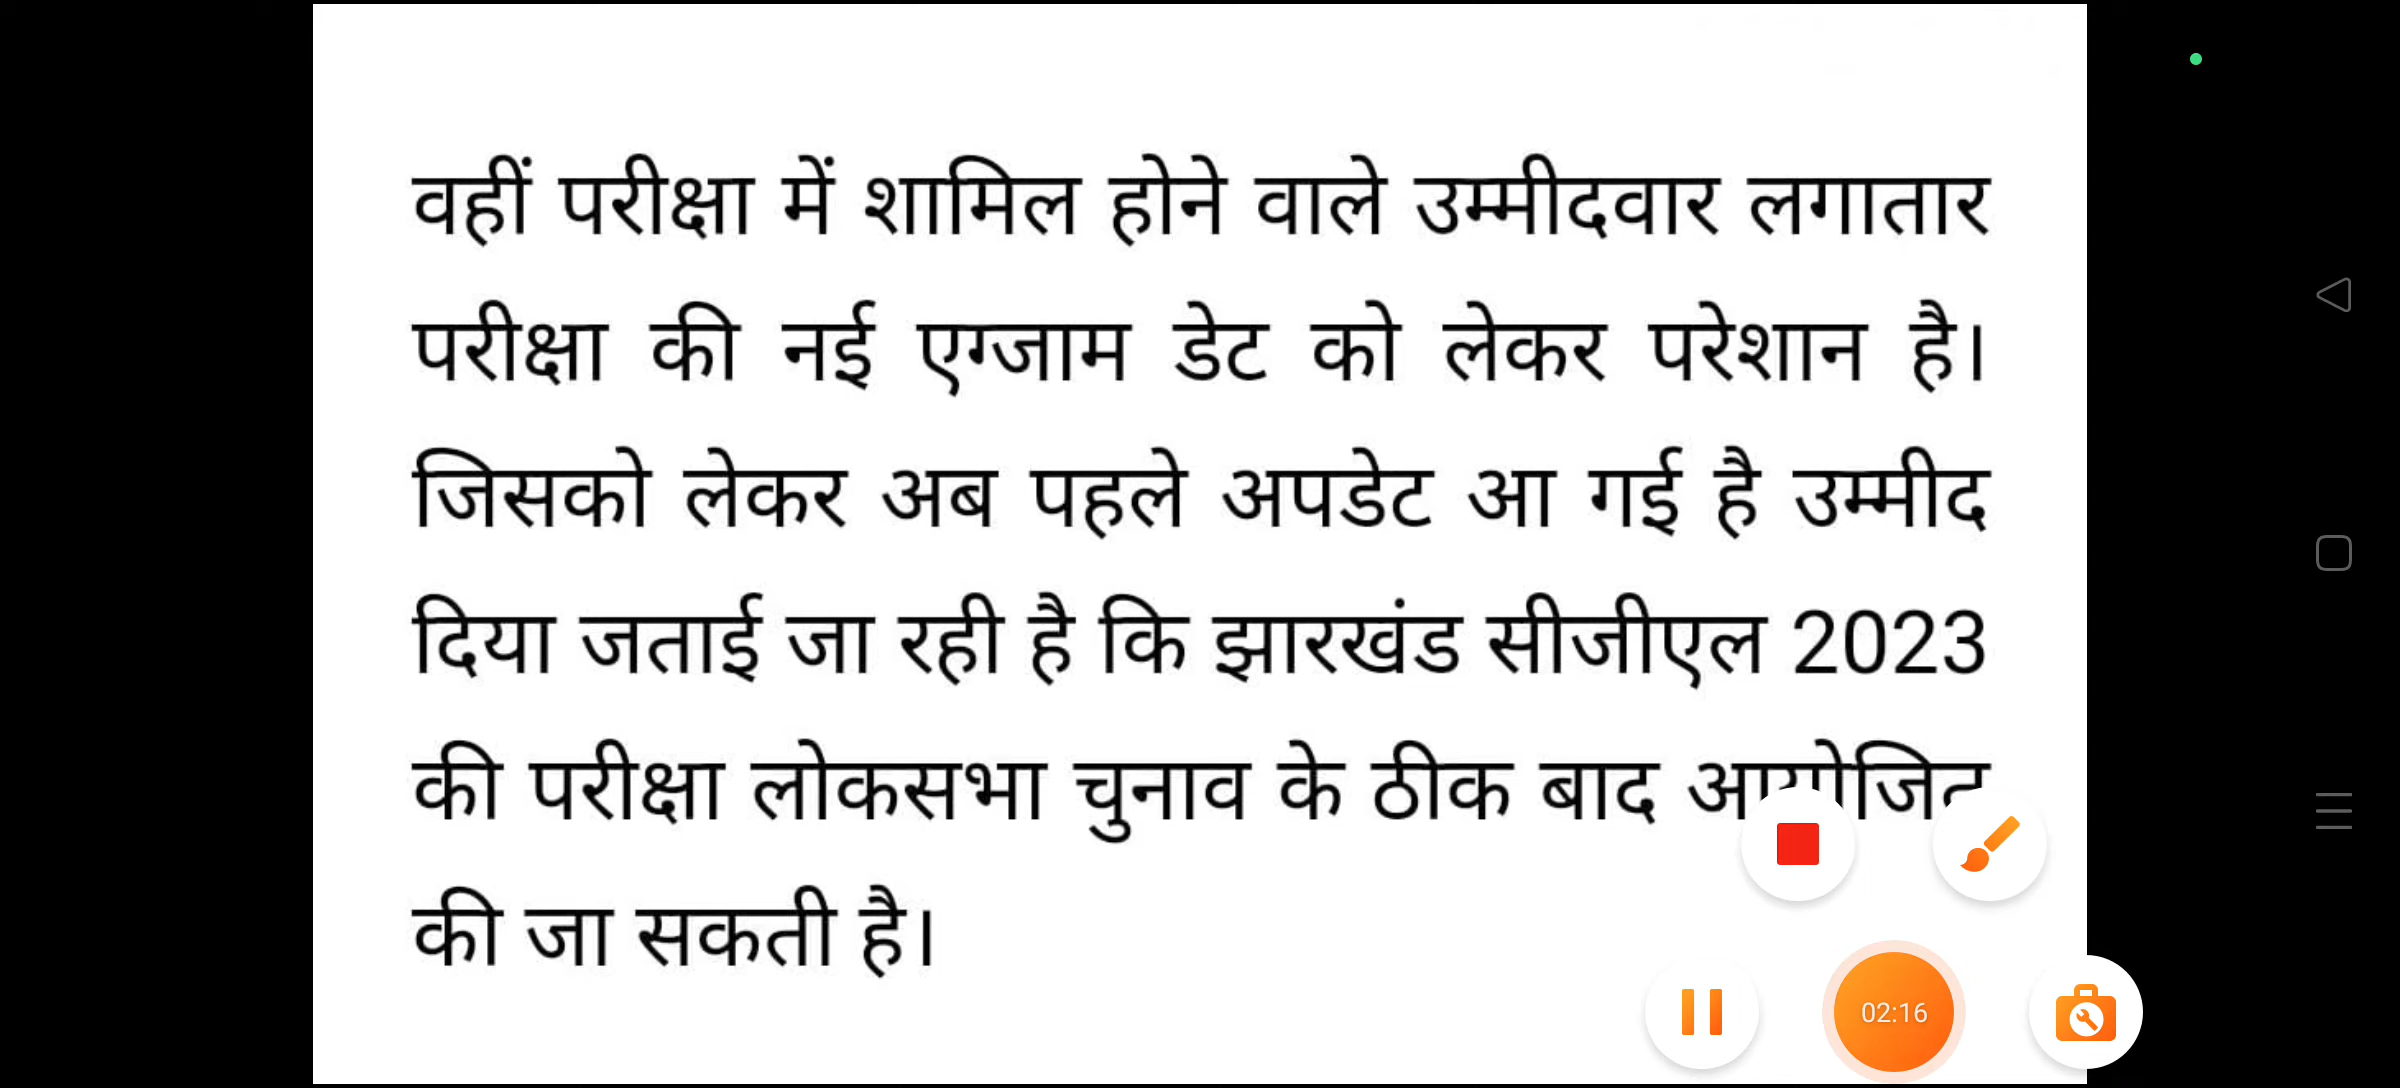 वहीं परीक्षा में शामिल होने वाले उम्मीदवार लगातार
परीक्षा की नई एग्जाम डेट को लेकर परेशान है।
जिसको लेकर अब पहले अपडेट आ गई है उम्मीद
दिया जताई जा रही है कि झारखंड सीजीएल 2023
की परीक्षा लोकसभा चुनाव के ठीक बाद आयोजित
की जा सकती है।
02:16